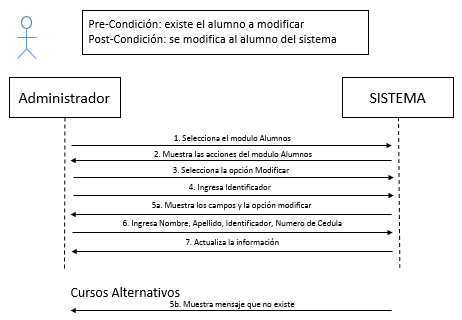 Pre-Condición: existe el alumno a modificar
Post-Condición: se modifica al alumno del sistema
Administrador
SISTEMA
1. Selecciona el modulo Alumnos
2. Muestra las acciones del modulo Alumnos
3. Selecciona la opción Modificar
4. Ingresa Identificador
5a. Muestra los campos y la opción modificar
6. Ingresa Nombre, Apellido, Identificador, Numero de Cedula
7. Actualiza la información
Cursos Alternativos
5b. Muestra mensaje que no existe